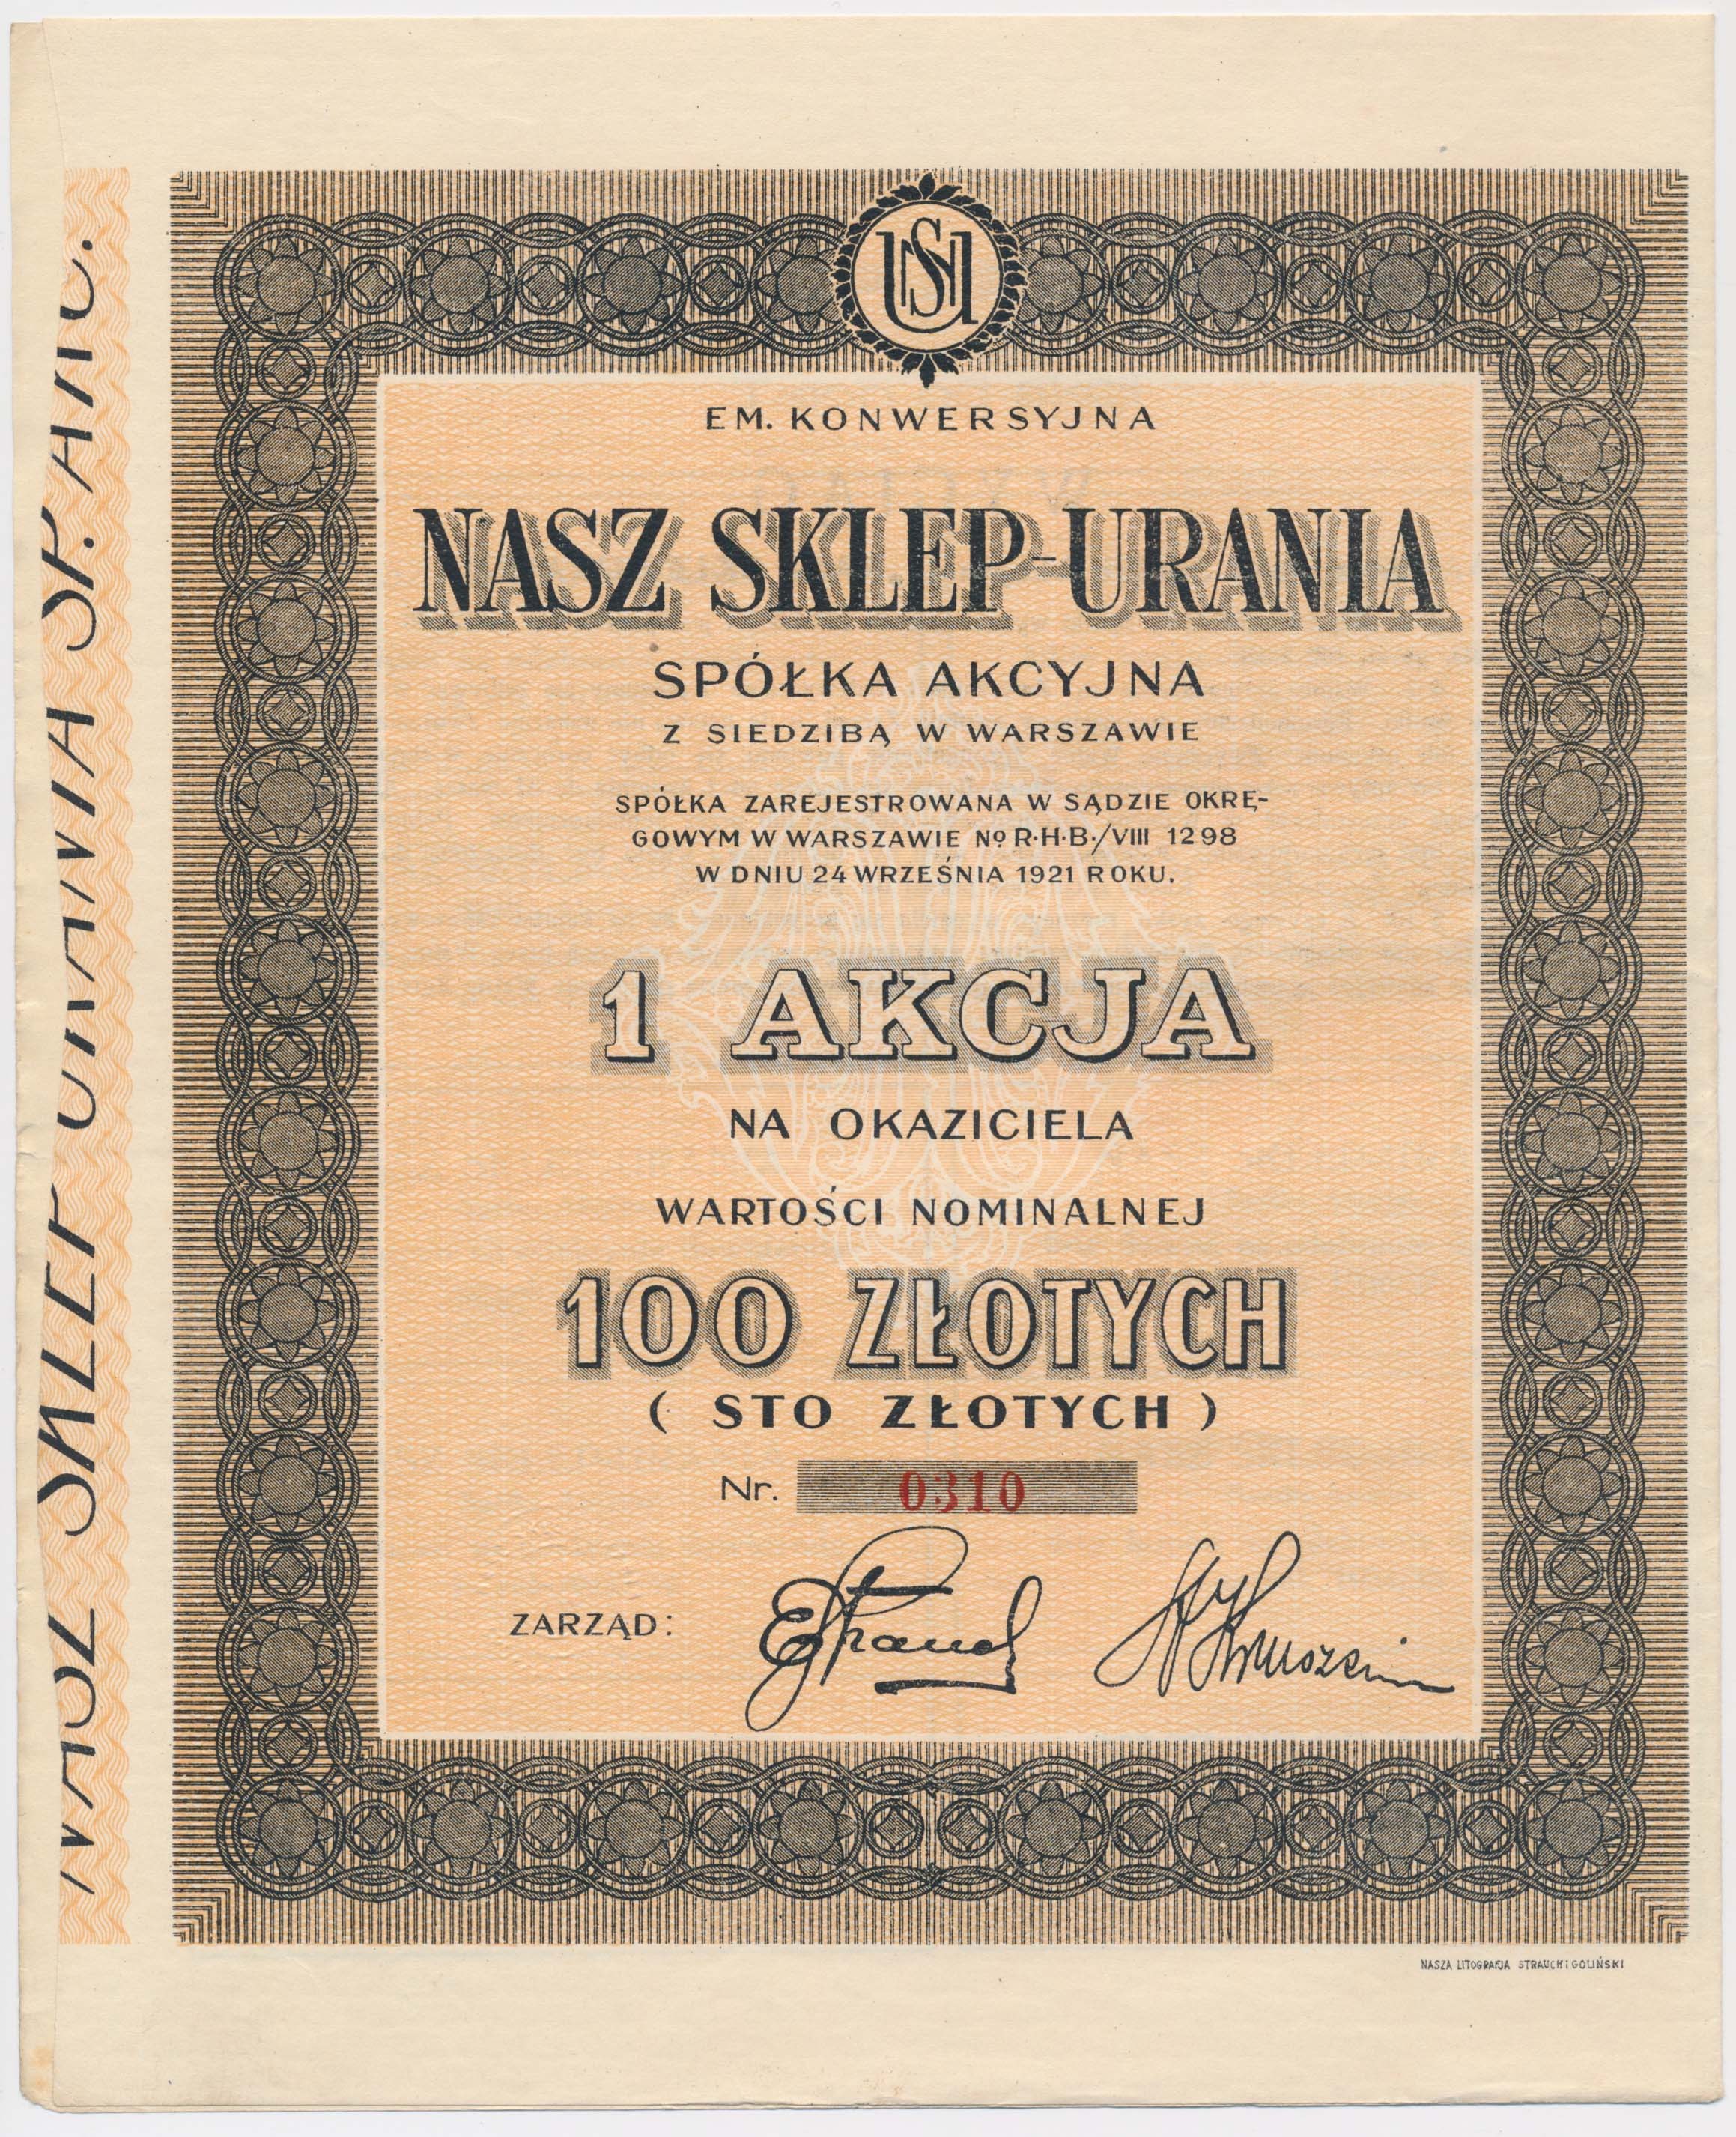 EM. KONWERSYJNA
NASZ SKLEP-URANIA
SPÓŁKA AKCYJNA
Z SIEDZIBĄ W WARSZAWIE
SPÓŁKA ZAREJESTROWANA W SĄDZIE OKRĘ-
GOWYM W WARSZAWIE Nº R·H·B·/VIII 1298
W DNIU 24 WRZEŚNIA 1921 ROKU.
1 AKCJA
NA OKAZICIELA
WARTOŚCI NOMINALNEJ
100 ZŁOTYCH
( STO ZŁOTYCH )
Nr. 0310
ZARZĄD:
NASZA LITOGRAFJA STRAUCH i GOLIŃSKI
NASZ SKLEP URANIA SP. AKC.